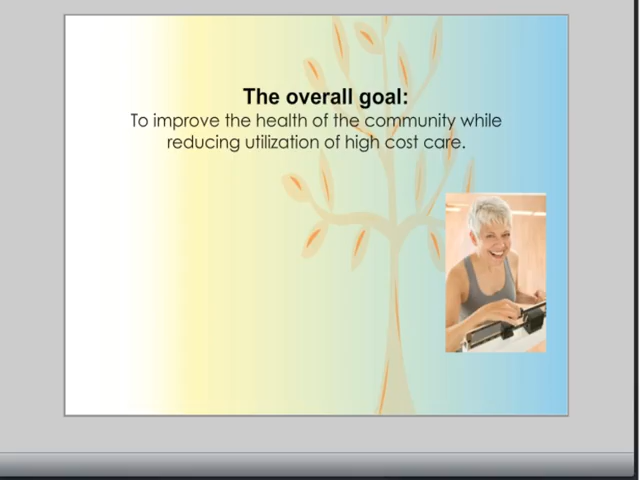 The overall goal:
To improve the health of the community while
reducing utilization of high cost care.